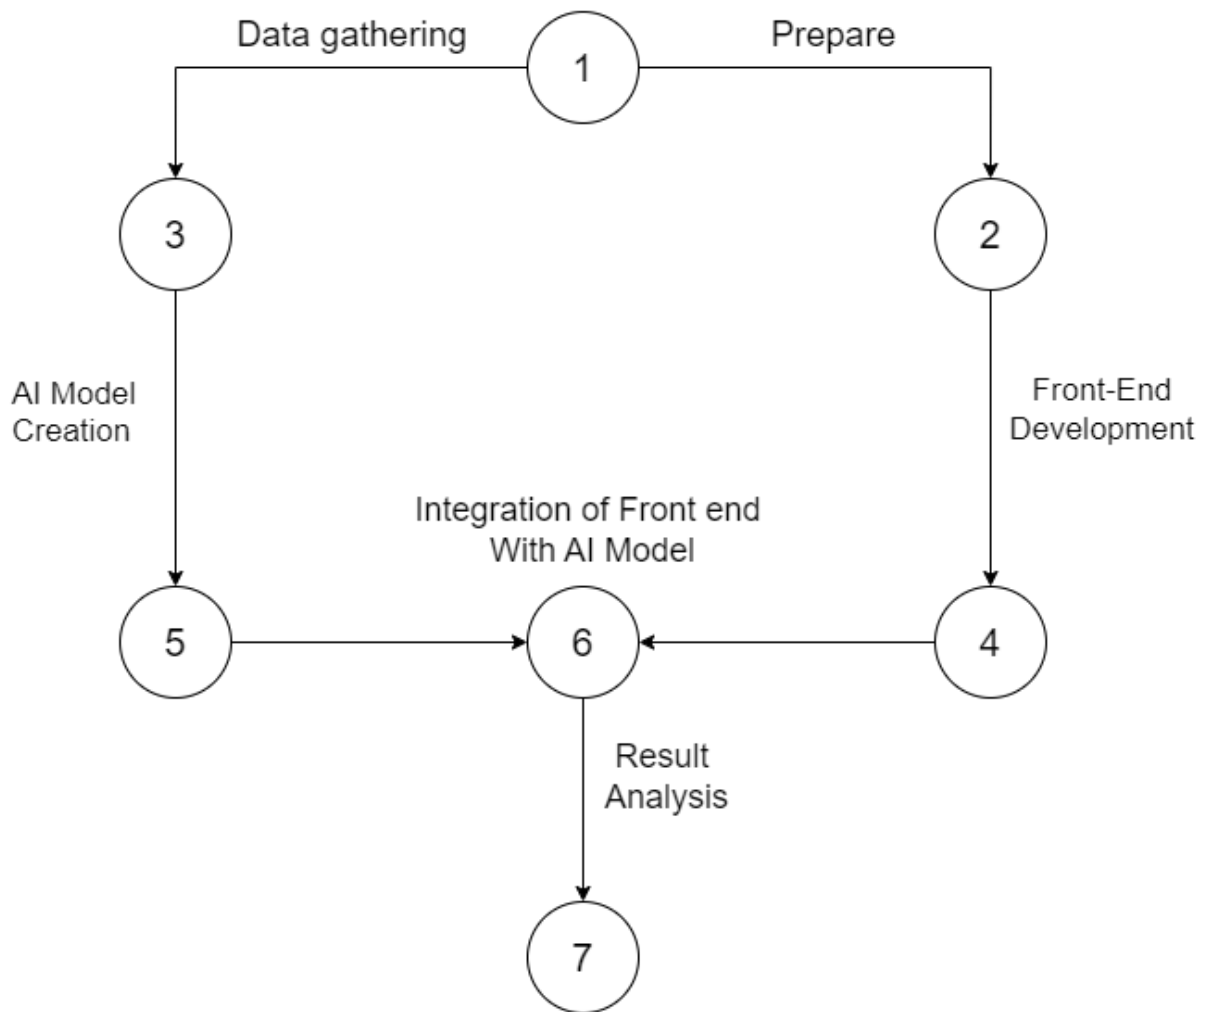 Data gathering
1
Prepare
3
2
AI Model
Creation
Front-End
Development
Integration of Front end
With AI Model
5
6
4
Result
Analysis
7